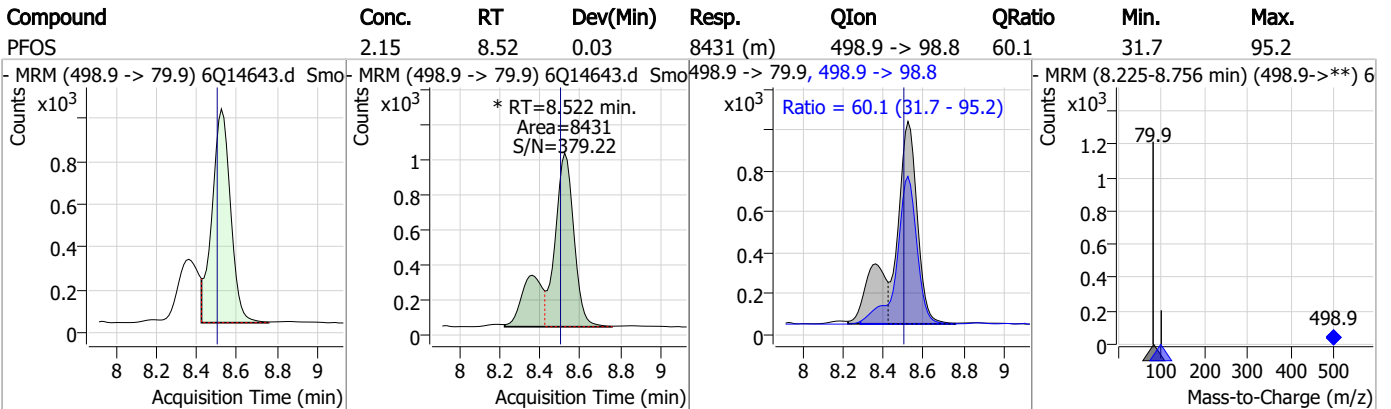 Compound Conc. RT Dev(Min) Resp. QIon QRatio Min. Max.
PFOS 2.15 8.52 0.03 8431 (m) 498.9 -> 98.8 60.1 31.7 95.2
- MRM (498.9 -> 79.9) 6Q14643.d Smo
x10³
Counts
0.8
0.6
0.4
0.2
0
8 8.2 8.4 8.6 8.8 9
Acquisition Time (min)
- MRM (498.9 -> 79.9) 6Q14643.d Smo
x10³
Counts
* RT=8.522 min.
Area=8431
S/N=379.22
1
0.8
0.6
0.4
0.2
0
8 8.2 8.4 8.6 8.8 9
Acquisition Time (min)
498.9 -> 79.9, 498.9 -> 98.8
x10³
Counts
Ratio = 60.1 (31.7 - 95.2)
0.8
0.6
0.4
0.2
0
8 8.2 8.4 8.6 8.8 9
Acquisition Time (min)
- MRM (8.225-8.756 min) (498.9->**) 6
x10³
Counts
79.9
1.2
1
0.8
0.6
0.4
0.2
0
498.9
100 200 300 400 500
Mass-to-Charge (m/z)